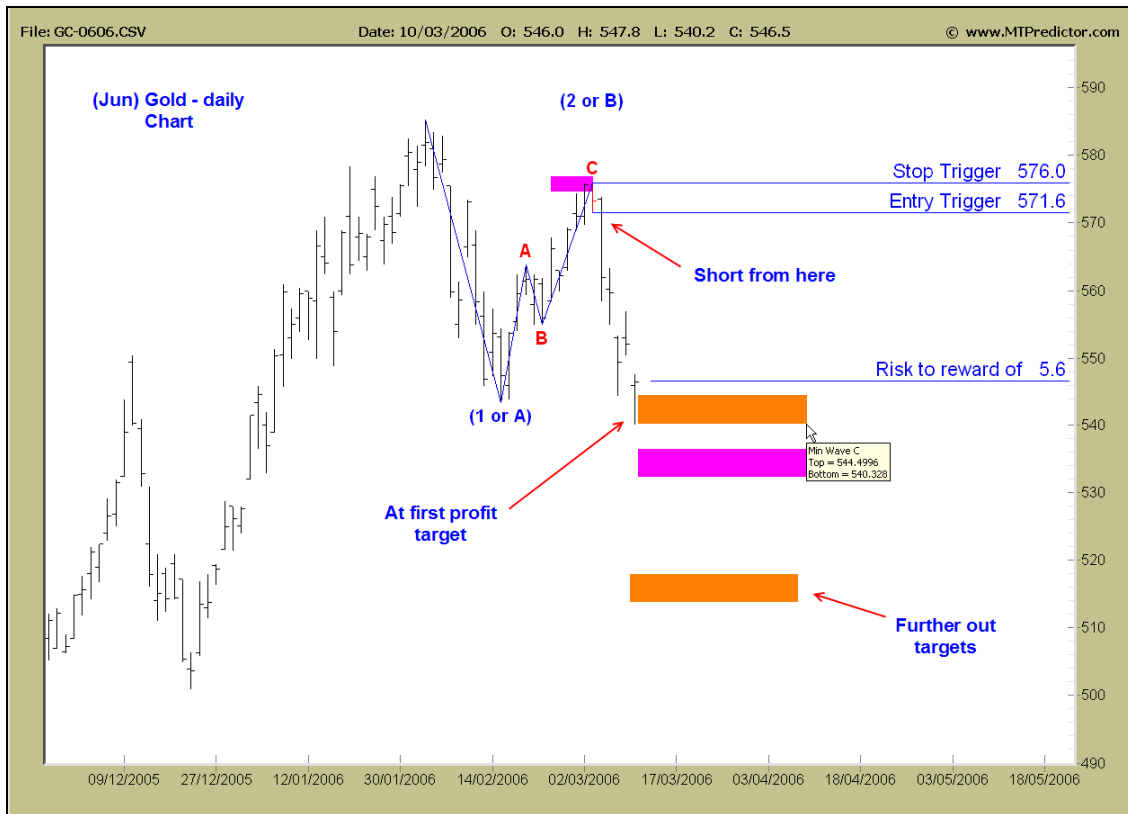 File: GC-0606.CSV Date: 10/03/2006 O: 546.0 H: 547.8 L: 540.2 C: 546.5 © www.MTPredictor.com
(Jun) Gold - daily
Chart
(2 or B)
C
Stop Trigger 576.0
Entry Trigger 571.6
Short from here
A
B
(1 or A)
Risk to reward of 5.6
Min Wave C
Top = 544.4996
Bottom = 540.328
At first profit
target
Further out
targets
590
580
570
560
550
540
530
520
510
500
490
09/12/2005 27/12/2005 12/01/2006 30/01/2006 14/02/2006 02/03/2006 17/03/2006 03/04/2006 18/04/2006 03/05/2006 18/05/2006